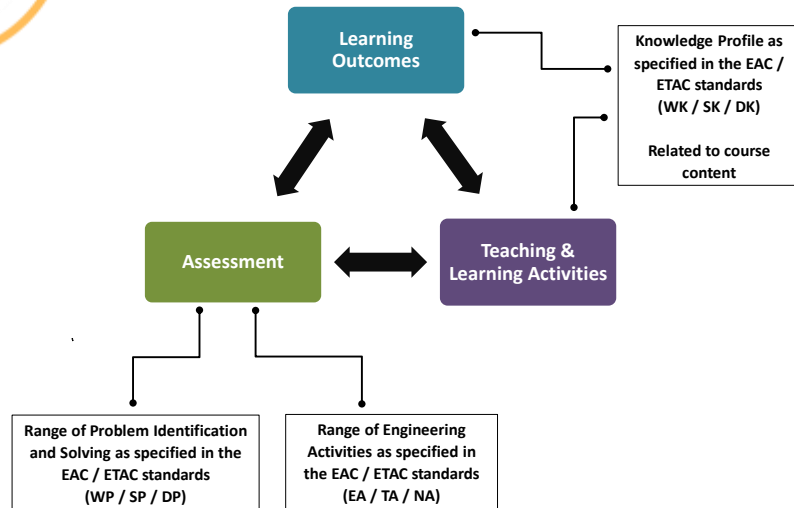 Learning
Outcomes
Knowledge Profile as
specified in the EAC /
ETAC standards
(WK / SK / DK)
Related to course
content
Assessment
Teaching &
Learning Activities
Range of Problem Identification
and Solving as specified in the
EAC / ETAC standards
(WP / SP / DP)
Range of Engineering
Activities as specified in
the EAC / ETAC standards
(EA / TA / NA)